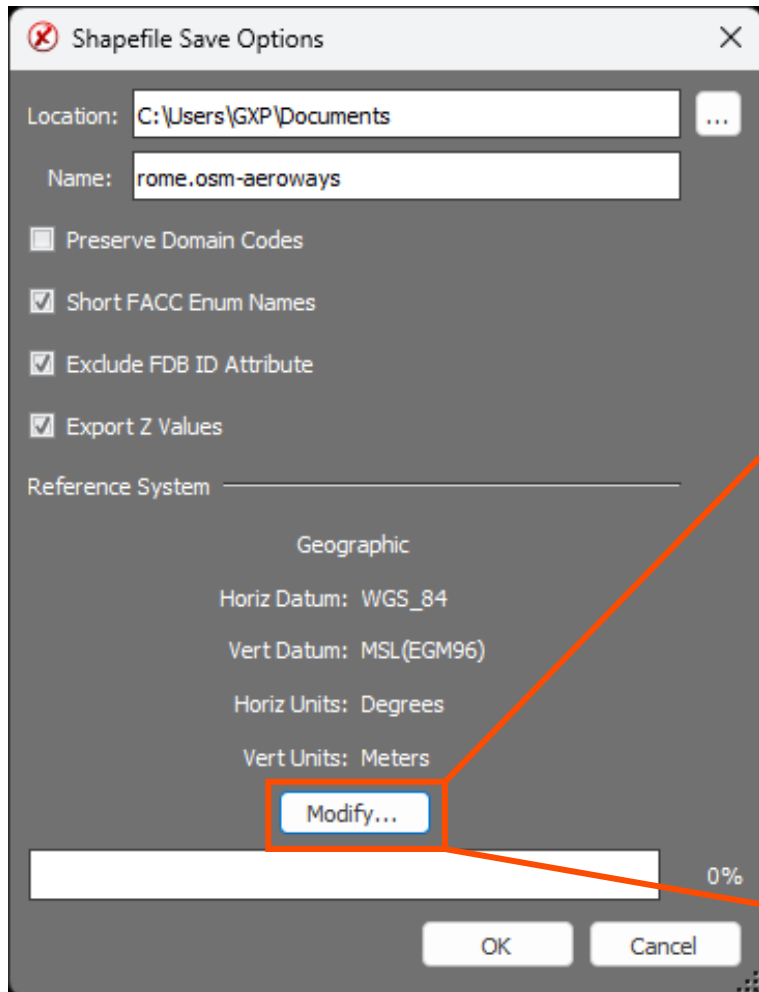 Shapefile Save Options
Location: C:\Users\GXP\Documents ...
Name: rome.osm-aeroways
Preserve Domain Codes
Short FACC Enum Names
Exclude FDB ID Attribute
Export Z Values
Reference System
Geographic
Horiz Datum: WGS_84
Vert Datum: MSL(EGM96)
Horiz Units: Degrees
Vert Units: Meters
Modify...
0%
OK Cancel